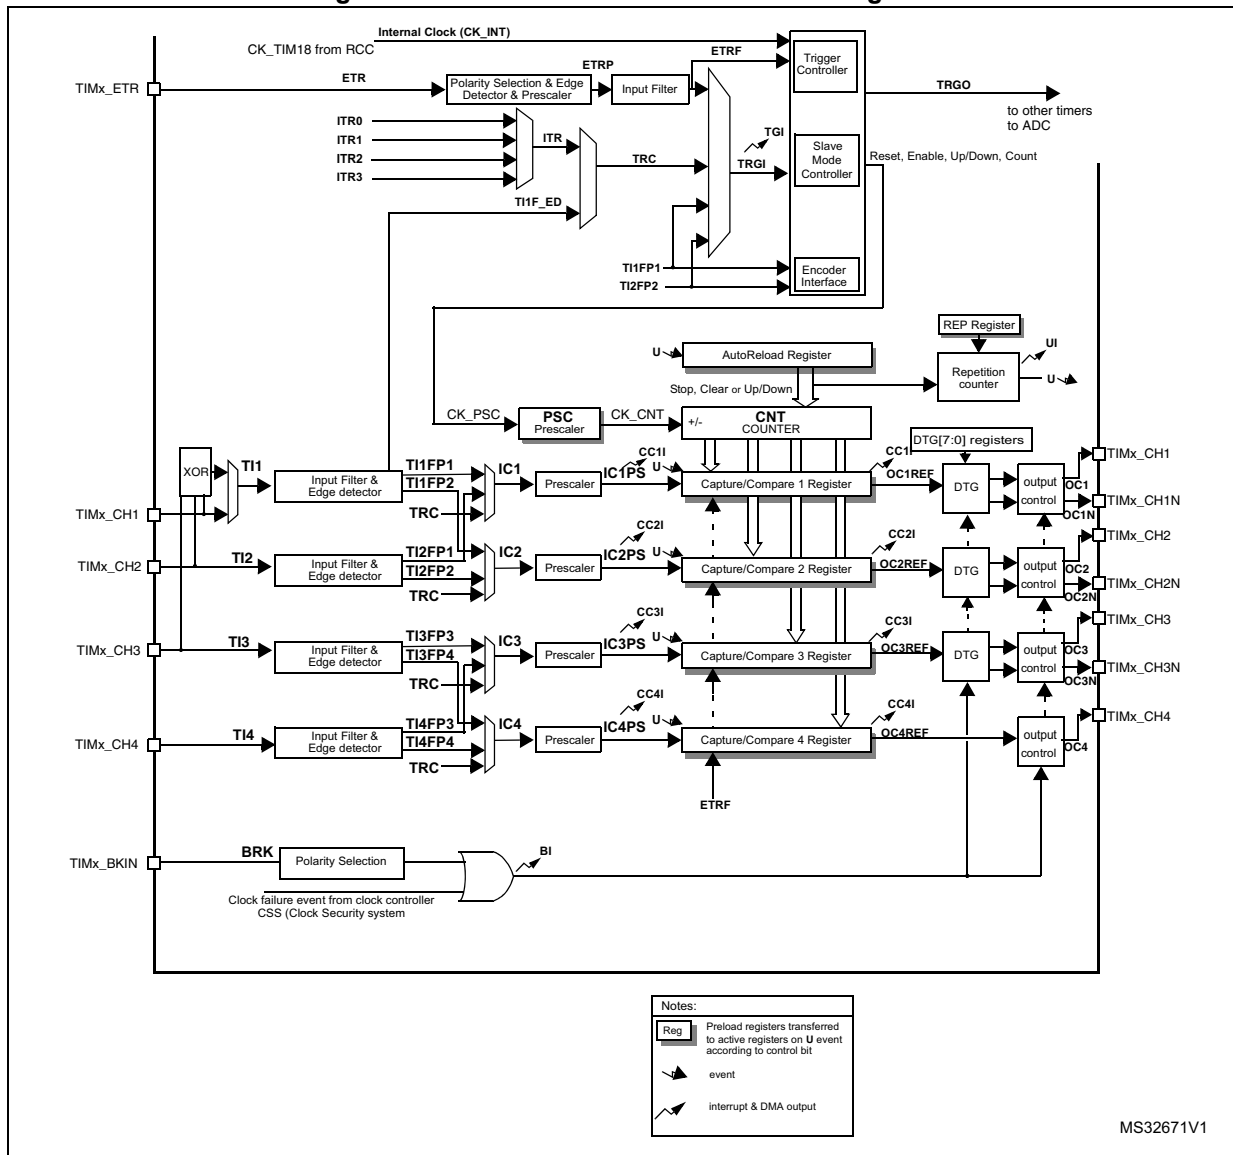 Internal Clock (CK_INT)
CK_TIM18 from RCC
ETRF
Trigger
Controller
ETRP
ETR
TIMx_ETR
Polarity Selection & Edge
Detector & Prescaler
Input Filter
TRGO
to other timers
to ADC
ITR0
ITR1
ITR2
ITR3
ITR
TGI
TRC
TRGI
Slave
Mode
Controller
Reset, Enable, Up/Down, Count
TI1F_ED
TI1FP1
TI2FP2
Encoder
Interface
REP Register
UI
U
AutoReload Register
Repetition
counter
U
Stop, Clear or Up/Down
CK_PSC
PSC
Prescaler
CK_CNT
+/-
CNT
COUNTER
DTG[7:0] registers
XOR
TI1
Input Filter &
Edge detector
TI1FP1
TI1FP2
TRC
IC1
Prescaler
CC1I
IC1PS
U
Capture/Compare 1 Register
CC1I
OC1REF
DTG
output
control
OC1
OC1N
TIMx_CH1
TIMx_CH1N
TIMx_CH1
TIMx_CH2
TI2
Input Filter &
Edge detector
TI2FP1
TI2FP2
TRC
IC2
Prescaler
CC2I
IC2PS
U
Capture/Compare 2 Register
CC2I
OC2REF
DTG
output
control
OC2
OC2N
TIMx_CH2
TIMx_CH2N
TIMx_CH3
TI3
Input Filter &
Edge detector
TI3FP3
TI3FP4
TRC
IC3
Prescaler
CC3I
IC3PS
U
Capture/Compare 3 Register
CC3I
OC3REF
DTG
output
control
OC3
OC3N
TIMx_CH3
TIMx_CH3N
TIMx_CH4
TI4
Input Filter &
Edge detector
TI4FP3
TI4FP4
TRC
IC4
Prescaler
CC4I
IC4PS
U
Capture/Compare 4 Register
CC4I
OC4REF
output
control
OC4
TIMx_CH4
ETRF
TIMx_BKIN
BRK
Polarity Selection
BI
Clock failure event from clock controller
CSS (Clock Security system
Notes:
Reg
Preload registers transferred
to active registers on U event
according to control bit
event
interrupt & DMA output
MS32671V1